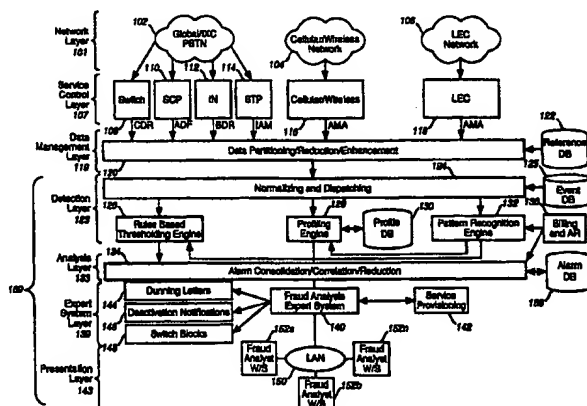 Network Layer 101
102
Global/IXC PSTN
Cellular/Wireless Network
104
106
LEC Network
Service Control Layer 107
110
112
114
Switch
SCP
IN
STP
Cellular/Wireless
LEC
108
116
118
CDR
ADF
SDR
IAM
AMA
AMA
122
Reference DB
Data Management Layer 119
Data Partitioning/Reduction/Enhancement
120
124
Normalizing and Dispatching
Event DB
Detection Layer 123
126
128
130
132
Rules Based Thresholding Engine
Profiling Engine
Profile DB
Pattern Recognition Engine
Billing and AR
Analysis Layer 133
134
Alarm Consolidation/Correlation/Reduction
Alarm DB
138
Expert System Layer 139
144
Dunning Letters
Deactivation Notifications
148
Switch Blocks
Fraud Analysis Expert System
140
Service Provisioning
142
Presentation Layer 143
152a
Fraud Analyst W/S
LAN
150
152n
Fraud Analyst W/S
Fraud Analyst W/S
152b